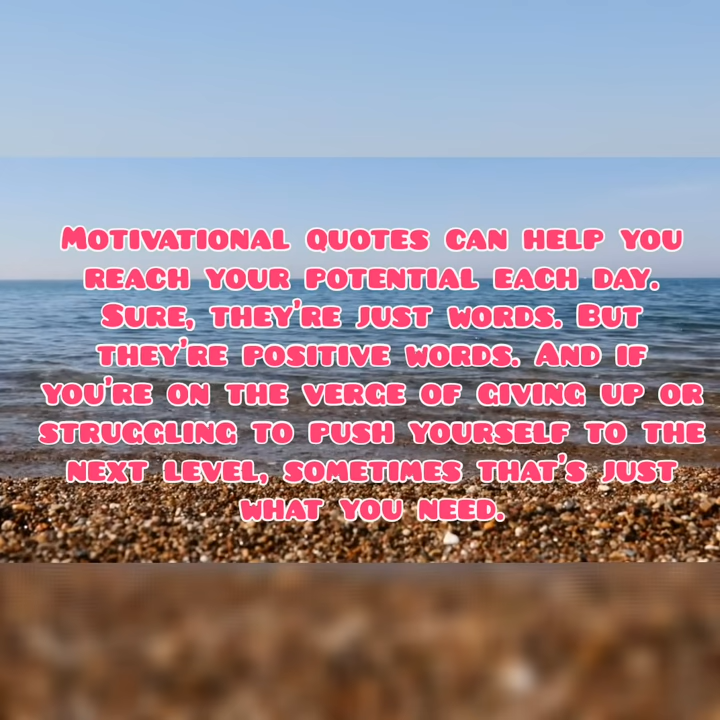 Motivational quotes can help you
reach your potential each day.
Sure, they're just words. But
they're positive words. And if
you're on the verge of giving up or
struggling to push yourself to the
next level, sometimes that's just
what you need.